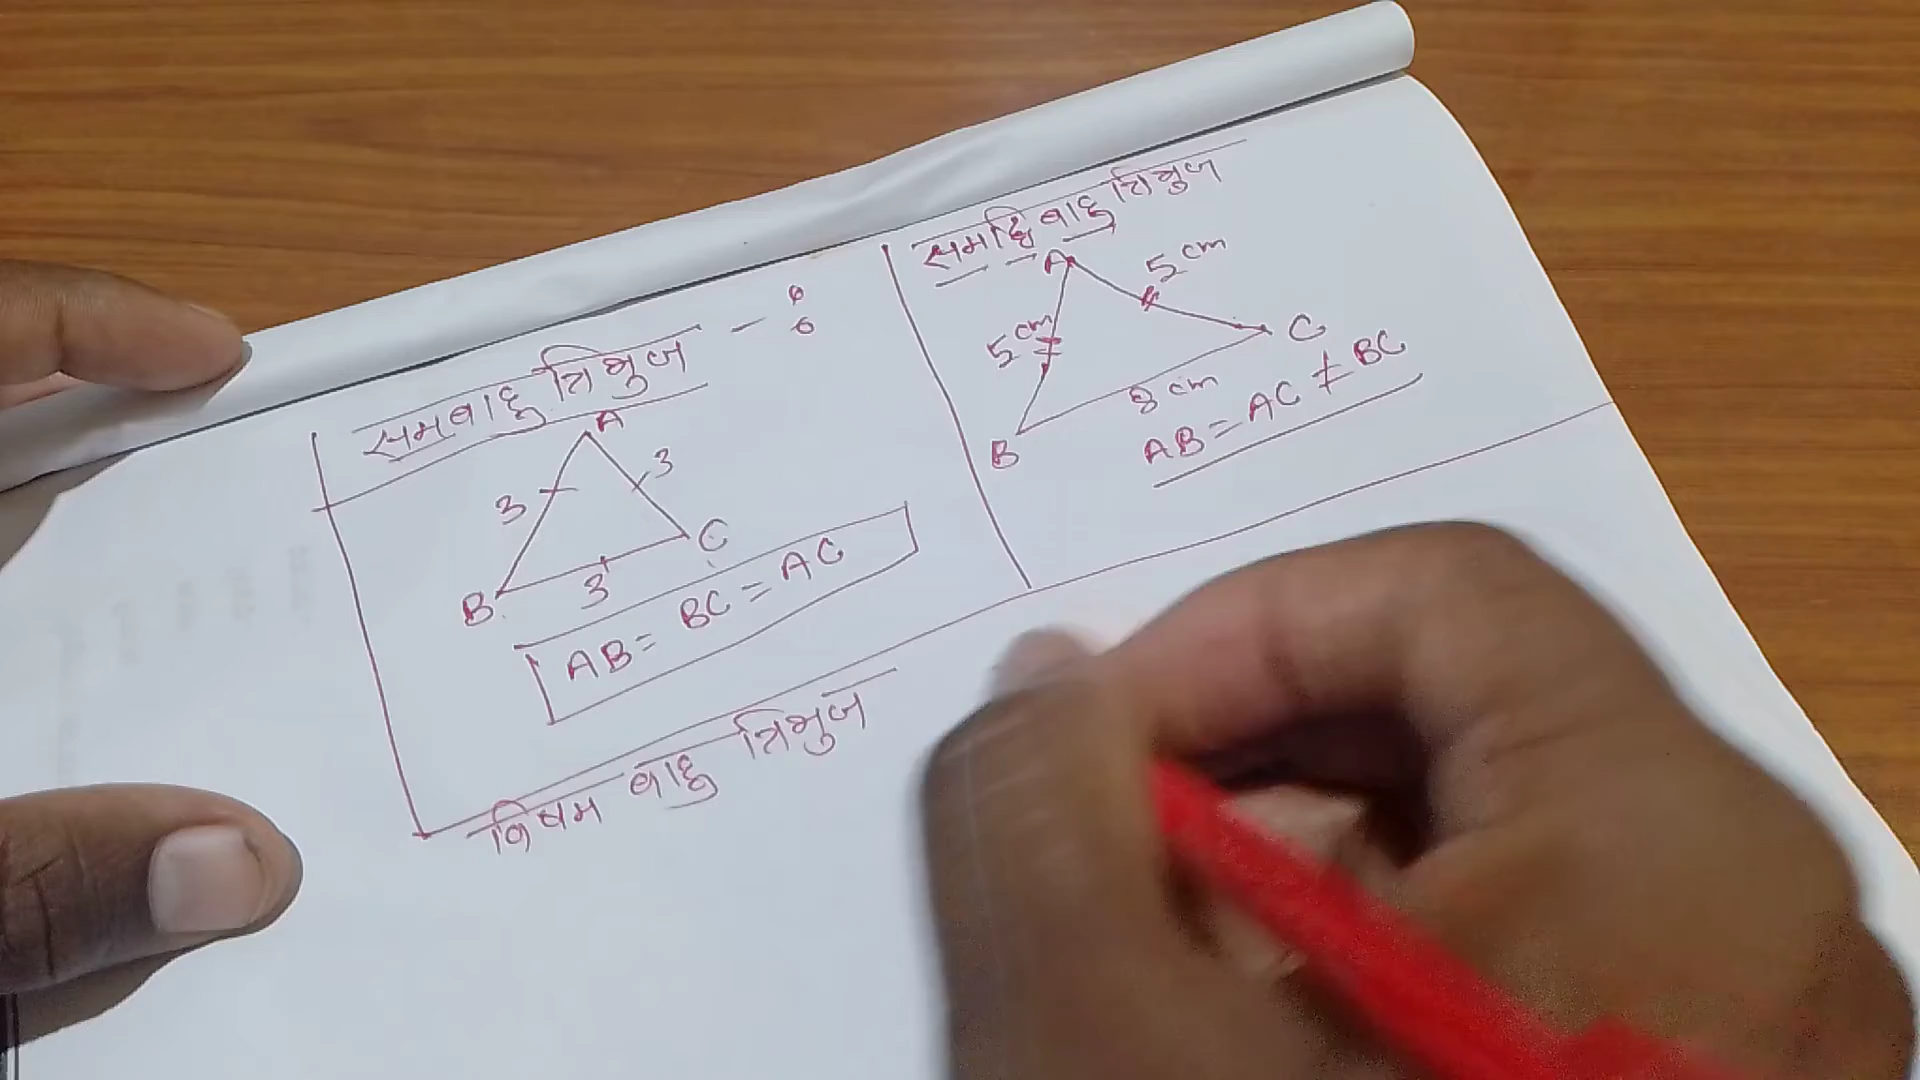 समबाहु त्रिभुज - :
A
3
3
B
3
C
AB = BC = AC
समद्विबाहु त्रिभुज
A
5 cm
5 cm
C
8 cm
B
AB = AC ≠ BC
विषम बाहु त्रिभुज